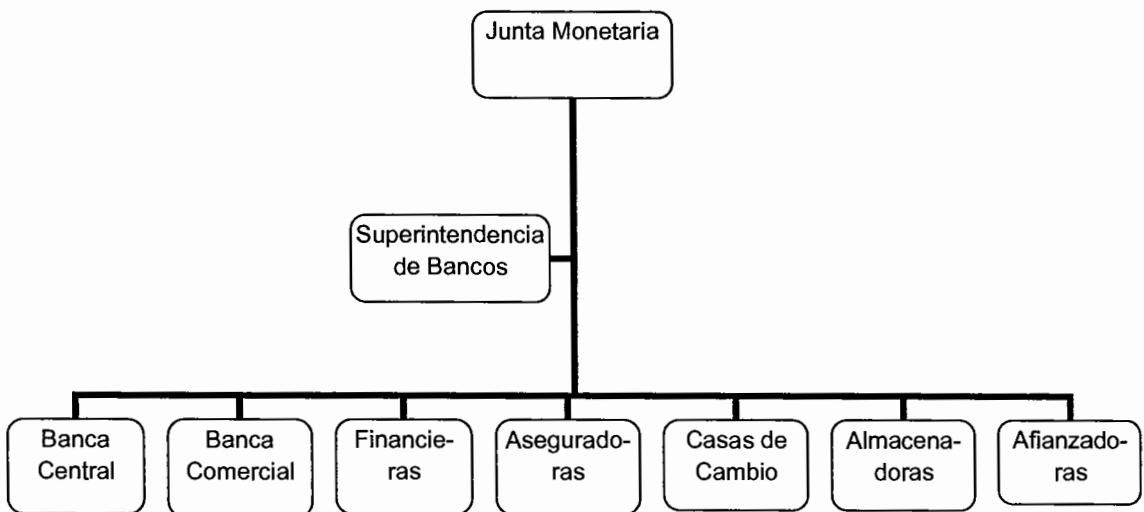 Junta Monetaria
Superintendencia
de Bancos
Banca
Central
Banca
Comercial
Financie-
ras
Asegurado-
ras
Casas de
Cambio
Almacena-
doras
Afianzado-
ras